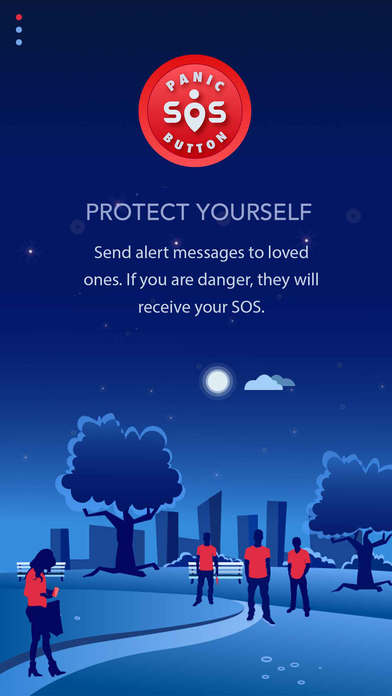 PANIC
SOS
BUTTON
PROTECT YOURSELF
Send alert messages to loved
ones. If you are danger, they will
receive your SOS.